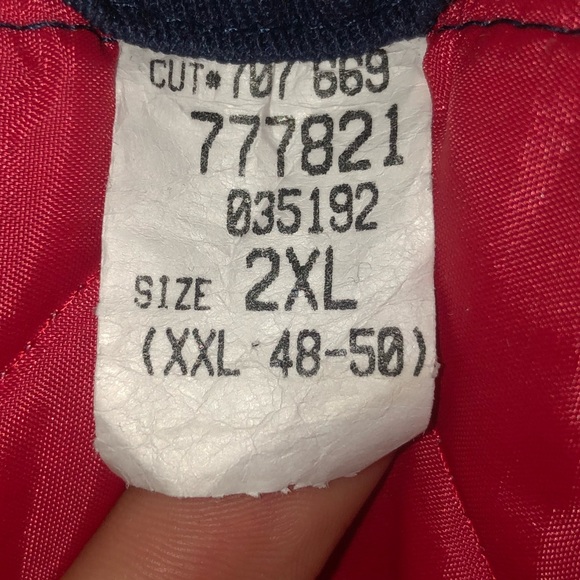 CUT# 707 669
777821
035192
SIZE 2XL
(XXL 48-50)